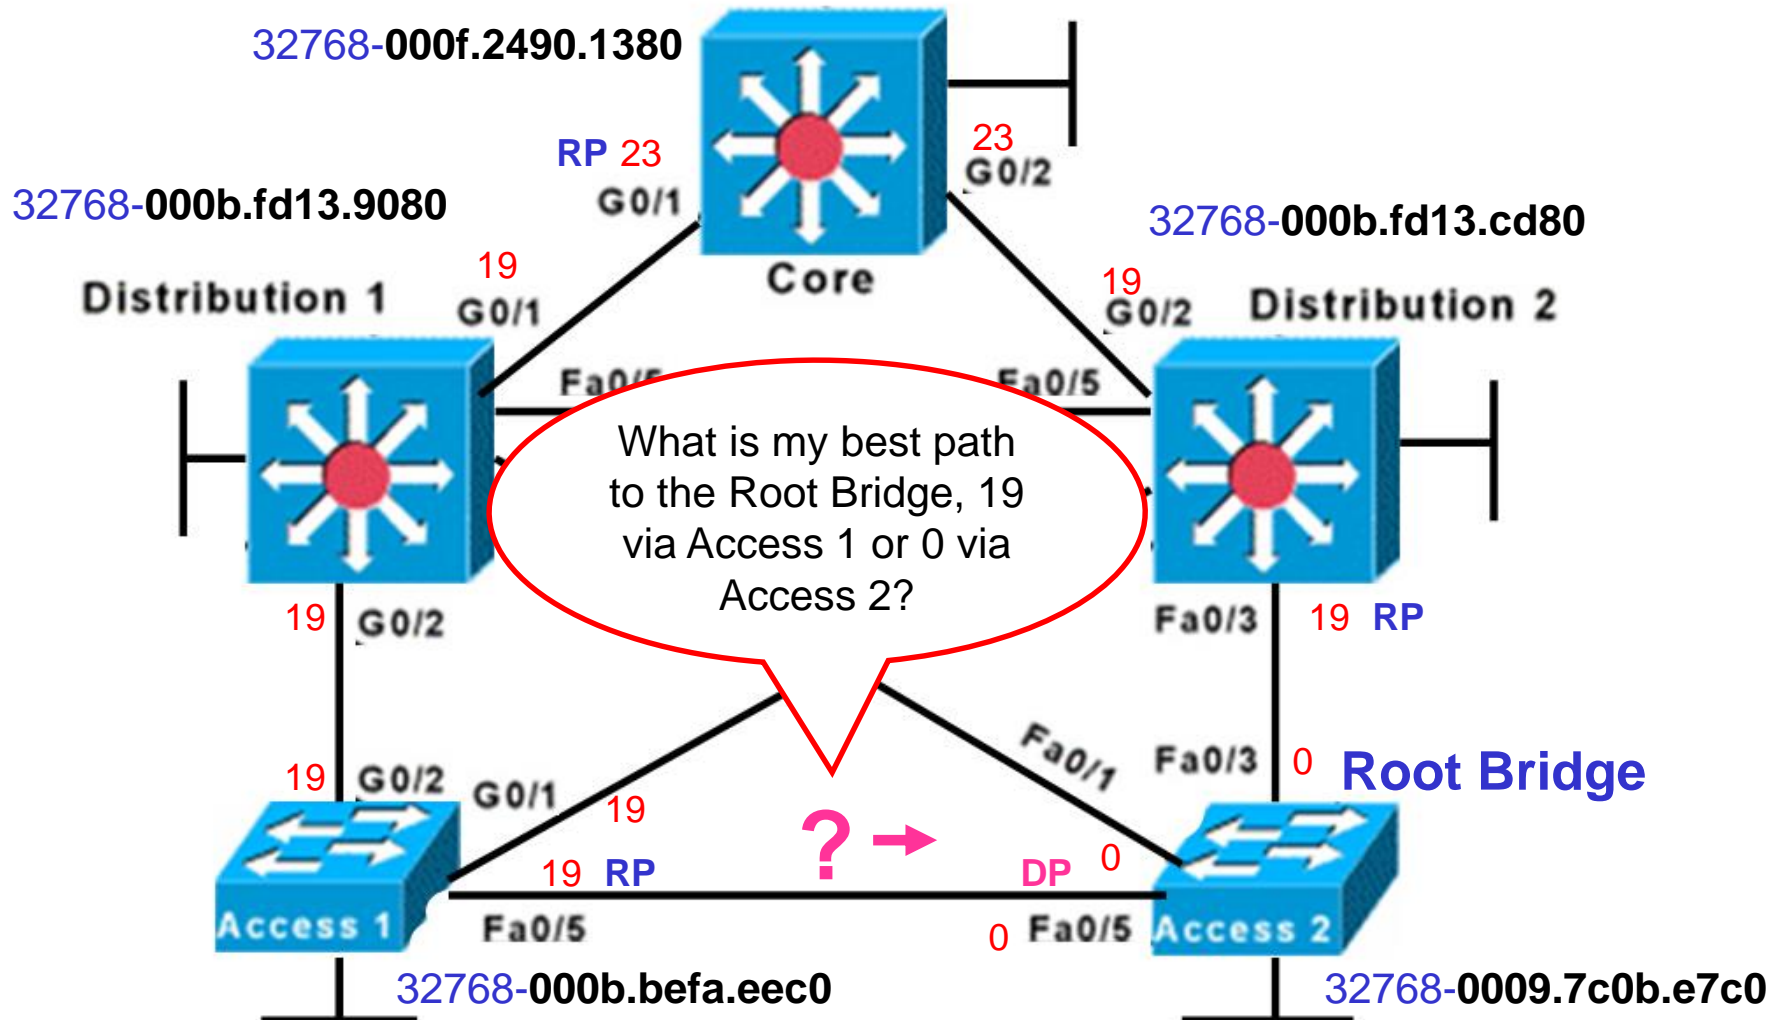 32768-000f.2490.1380
RP 23
23
G0/1
G0/2
32768-000b.fd13.9080
32768-000b.fd13.cd80
Core
19
19
Distribution 1
G0/1
G0/2
Distribution 2
Fa0/5
Fa0/5
What is my best path
to the Root Bridge, 19
via Access 1 or 0 via
Access 2?
19
G0/2
Fa0/3
19 RP
19
G0/2
G0/1
19
Fa0/1
Fa0/3
0
Root Bridge
? →
19 RP
DP 0
Access 1
Fa0/5
0
Fa0/5
Access 2
32768-000b.befa.eec0
32768-0009.7c0b.e7c0